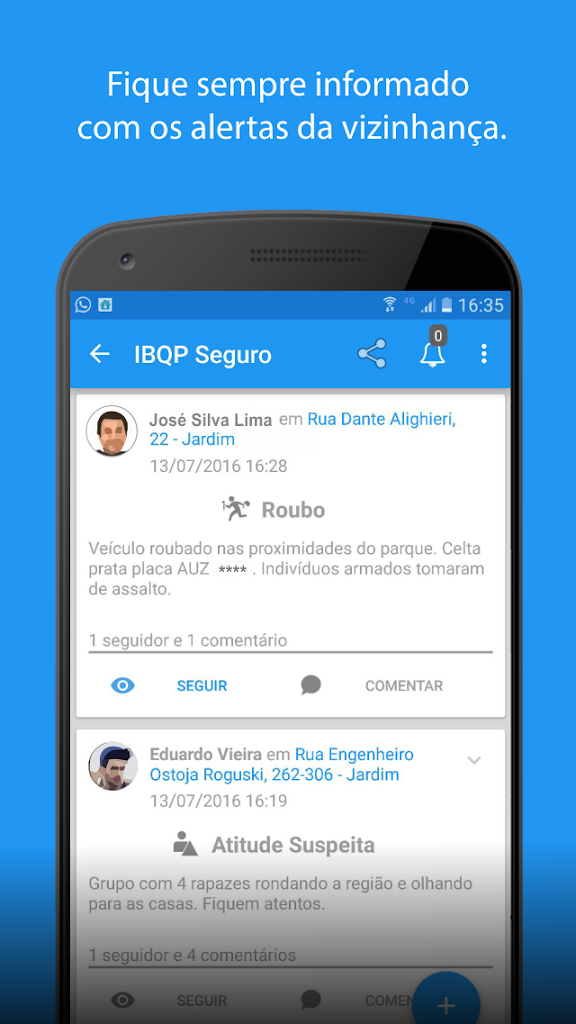 Fique sempre informado
com os alertas da vizinhança.
4G 16:35
IBQP Seguro
0
José Silva Lima em Rua Dante Alighieri,
22 - Jardim
13/07/2016 16:28
Roubo
Veículo roubado nas proximidades do parque. Celta
prata placa AUZ **** . Indivíduos armados tomaram
de assalto.
1 seguidor e 1 comentário
SEGUIR COMENTAR
Eduardo Vieira em Rua Engenheiro
Ostoja Roguski, 262-306 - Jardim
13/07/2016 16:19
Atitude Suspeita
Grupo com 4 rapazes rondando a região e olhando
para as casas. Fiquem atentos.
1 seguidor e 4 comentários
SEGUIR COMEN
+